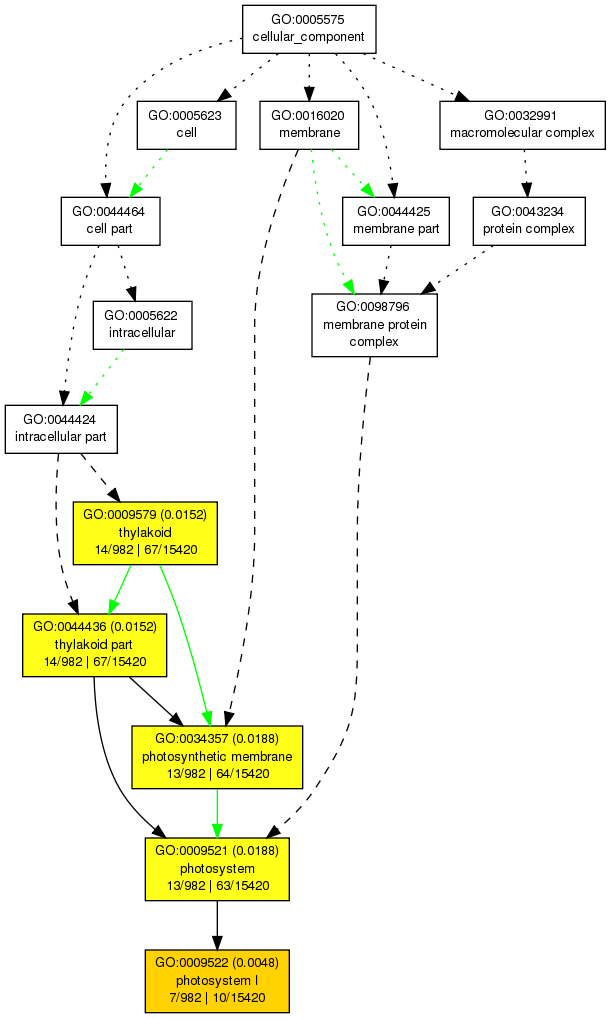 GO:0005575
cellular_component
GO:0005623
cell
GO:0016020
membrane
GO:0032991
macromolecular complex
GO:0044464
cell part
GO:0044425
membrane part
GO:0043234
protein complex
GO:0005622
intracellular
GO:0098796
membrane protein
complex
GO:0044424
intracellular part
GO:0009579 (0.0152)
thylakoid
14/982 | 67/15420
GO:0044436 (0.0152)
thylakoid part
14/982 | 67/15420
GO:0034357 (0.0188)
photosynthetic membrane
13/982 | 64/15420
GO:0009521 (0.0188)
photosystem
13/982 | 63/15420
GO:0009522 (0.0048)
photosystem I
7/982 | 10/15420